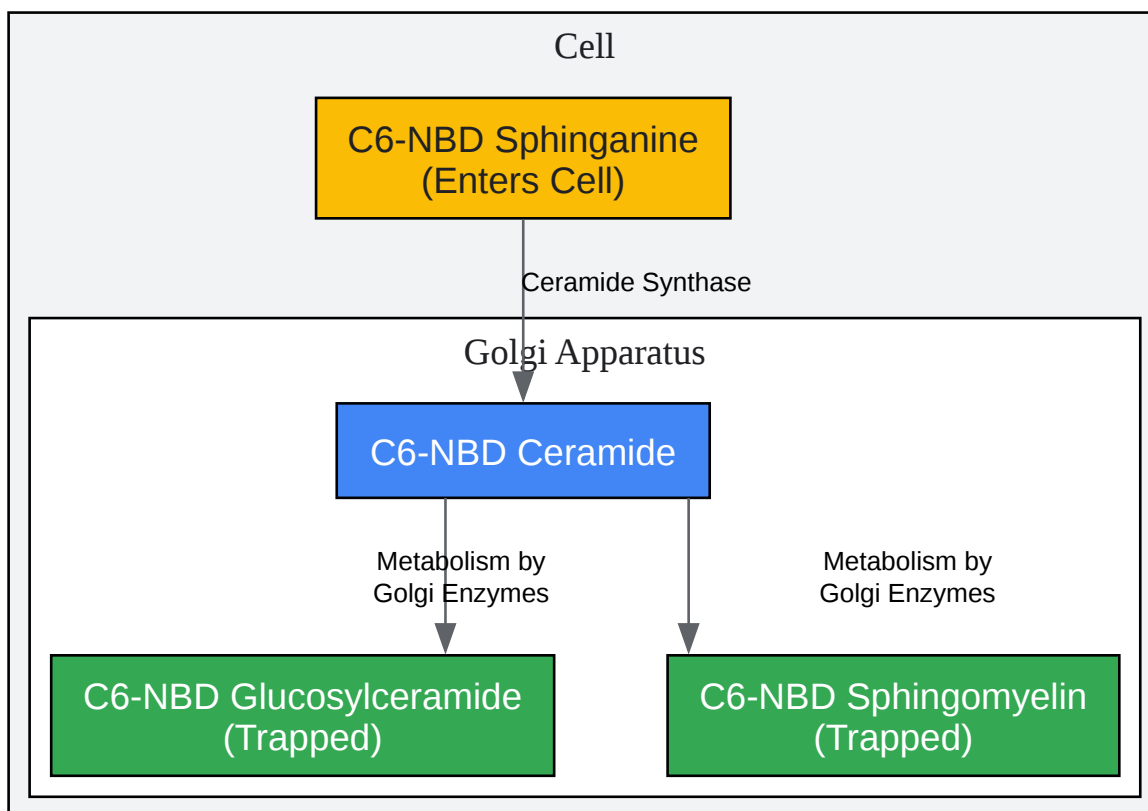 Cell
C6-NBD Sphinganine
(Enters Cell)
Ceramide Synthase
Golgi Apparatus
C6-NBD Ceramide
Metabolism by
Golgi Enzymes
Metabolism by
Golgi Enzymes
C6-NBD Glucosylceramide
(Trapped)
C6-NBD Sphingomyelin
(Trapped)